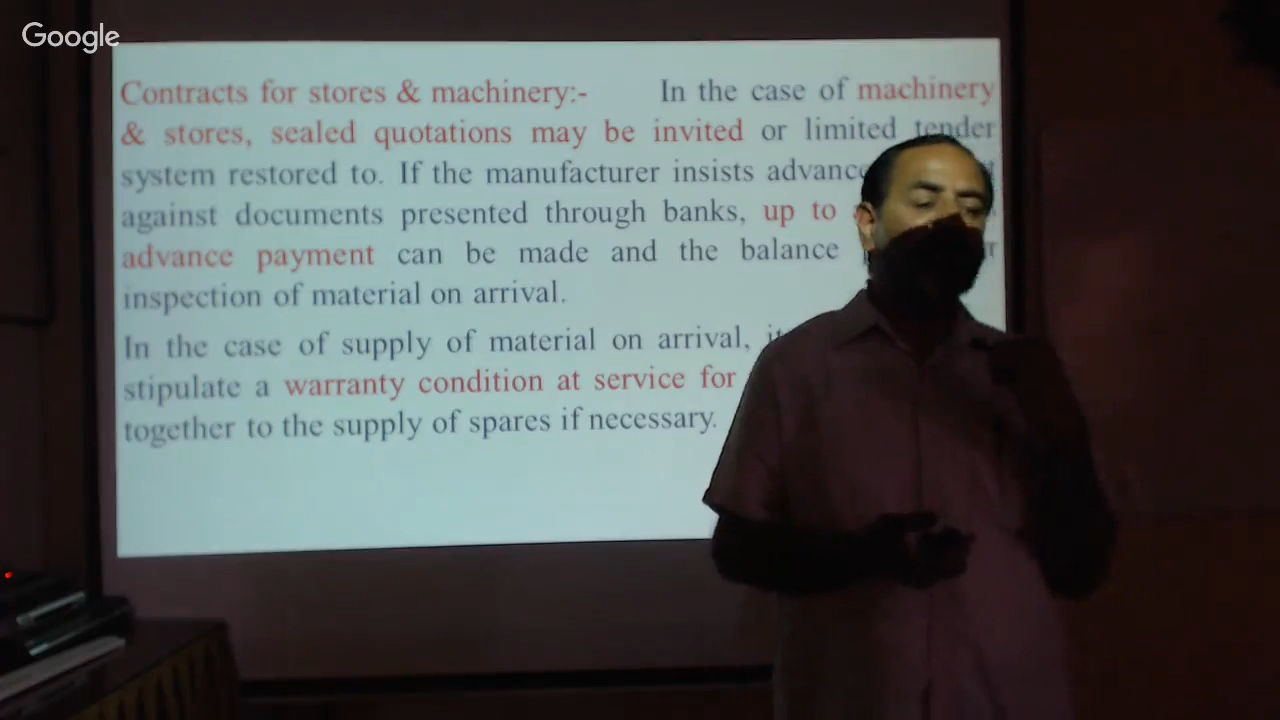 Google
Contracts for stores & machinery:- In the case of machinery
& stores, sealed quotations may be invited or limited tender
system restored to. If the manufacturer insists advance
against documents presented through banks, up to
advance payment can be made and the balance
inspection of material on arrival.
In the case of supply of material on arrival,
stipulate a warranty condition at service for
together to the supply of spares if necessary.